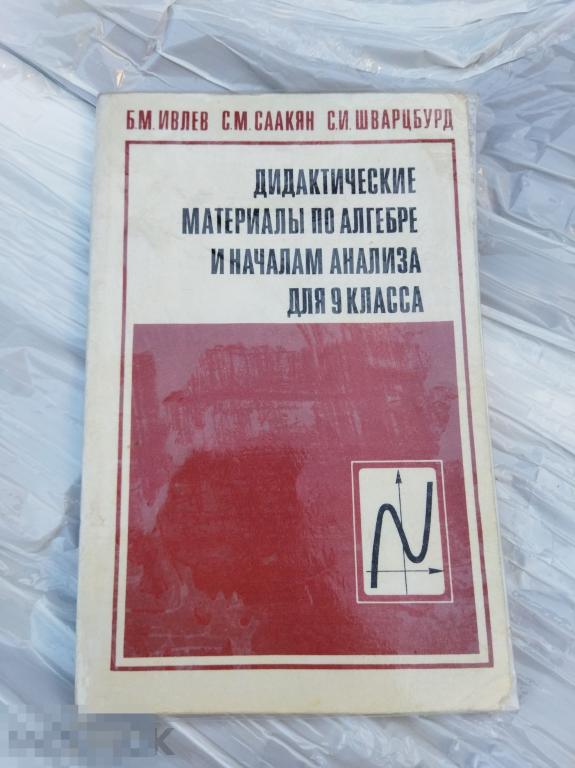 Б.М. ИВЛЕВ С.М. СААКЯН С.И. ШВАРЦБУРД
ДИДАКТИЧЕСКИЕ
МАТЕРИАЛЫ ПО АЛГЕБРЕ
И НАЧАЛАМ АНАЛИЗА
ДЛЯ 9 КЛАССА